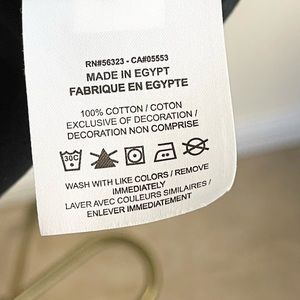 RN#56323 - CA#05553
MADE IN EGYPT
FABRIQUE EN EGYPTE
100% COTTON / COTON
EXCLUSIVE OF DECORATION /
DECORATION NON COMPRISE
30C
WASH WITH LIKE COLORS / REMOVE
IMMEDIATELY
LAVER AVEC COULEURS SIMILAIRES /
ENLEVER IMMEDIATEMENT